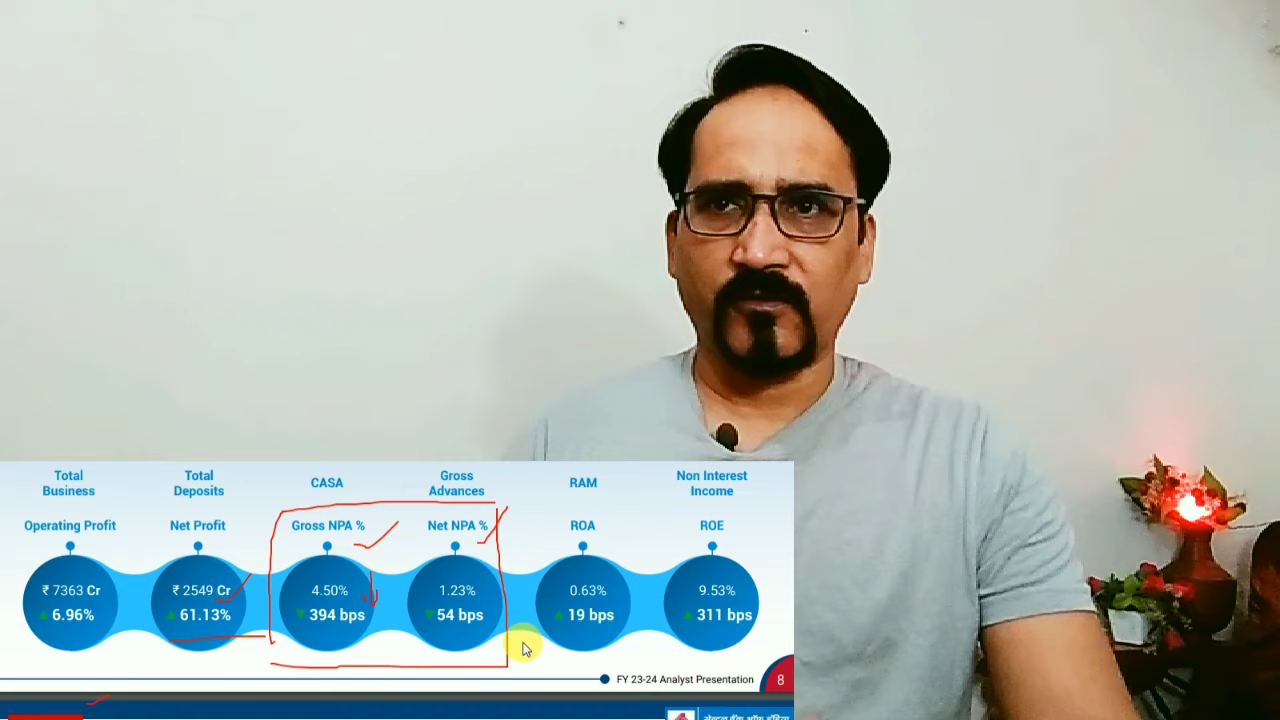 Total
Business
Total
Deposits
CASA
Gross
Advances
RAM
Non Interest
Income
Operating Profit
Net Profit
Gross NPA %
Net NPA %
ROA
ROE
₹ 7363 Cr
₹ 2549 Cr
4.50%
1.23%
0.63%
9.53%
6.96%
61.13%
394 bps
54 bps
19 bps
311 bps
FY 23-24 Analyst Presentation
8
सेन्ट्रल बैंक ऑफ इंडिया